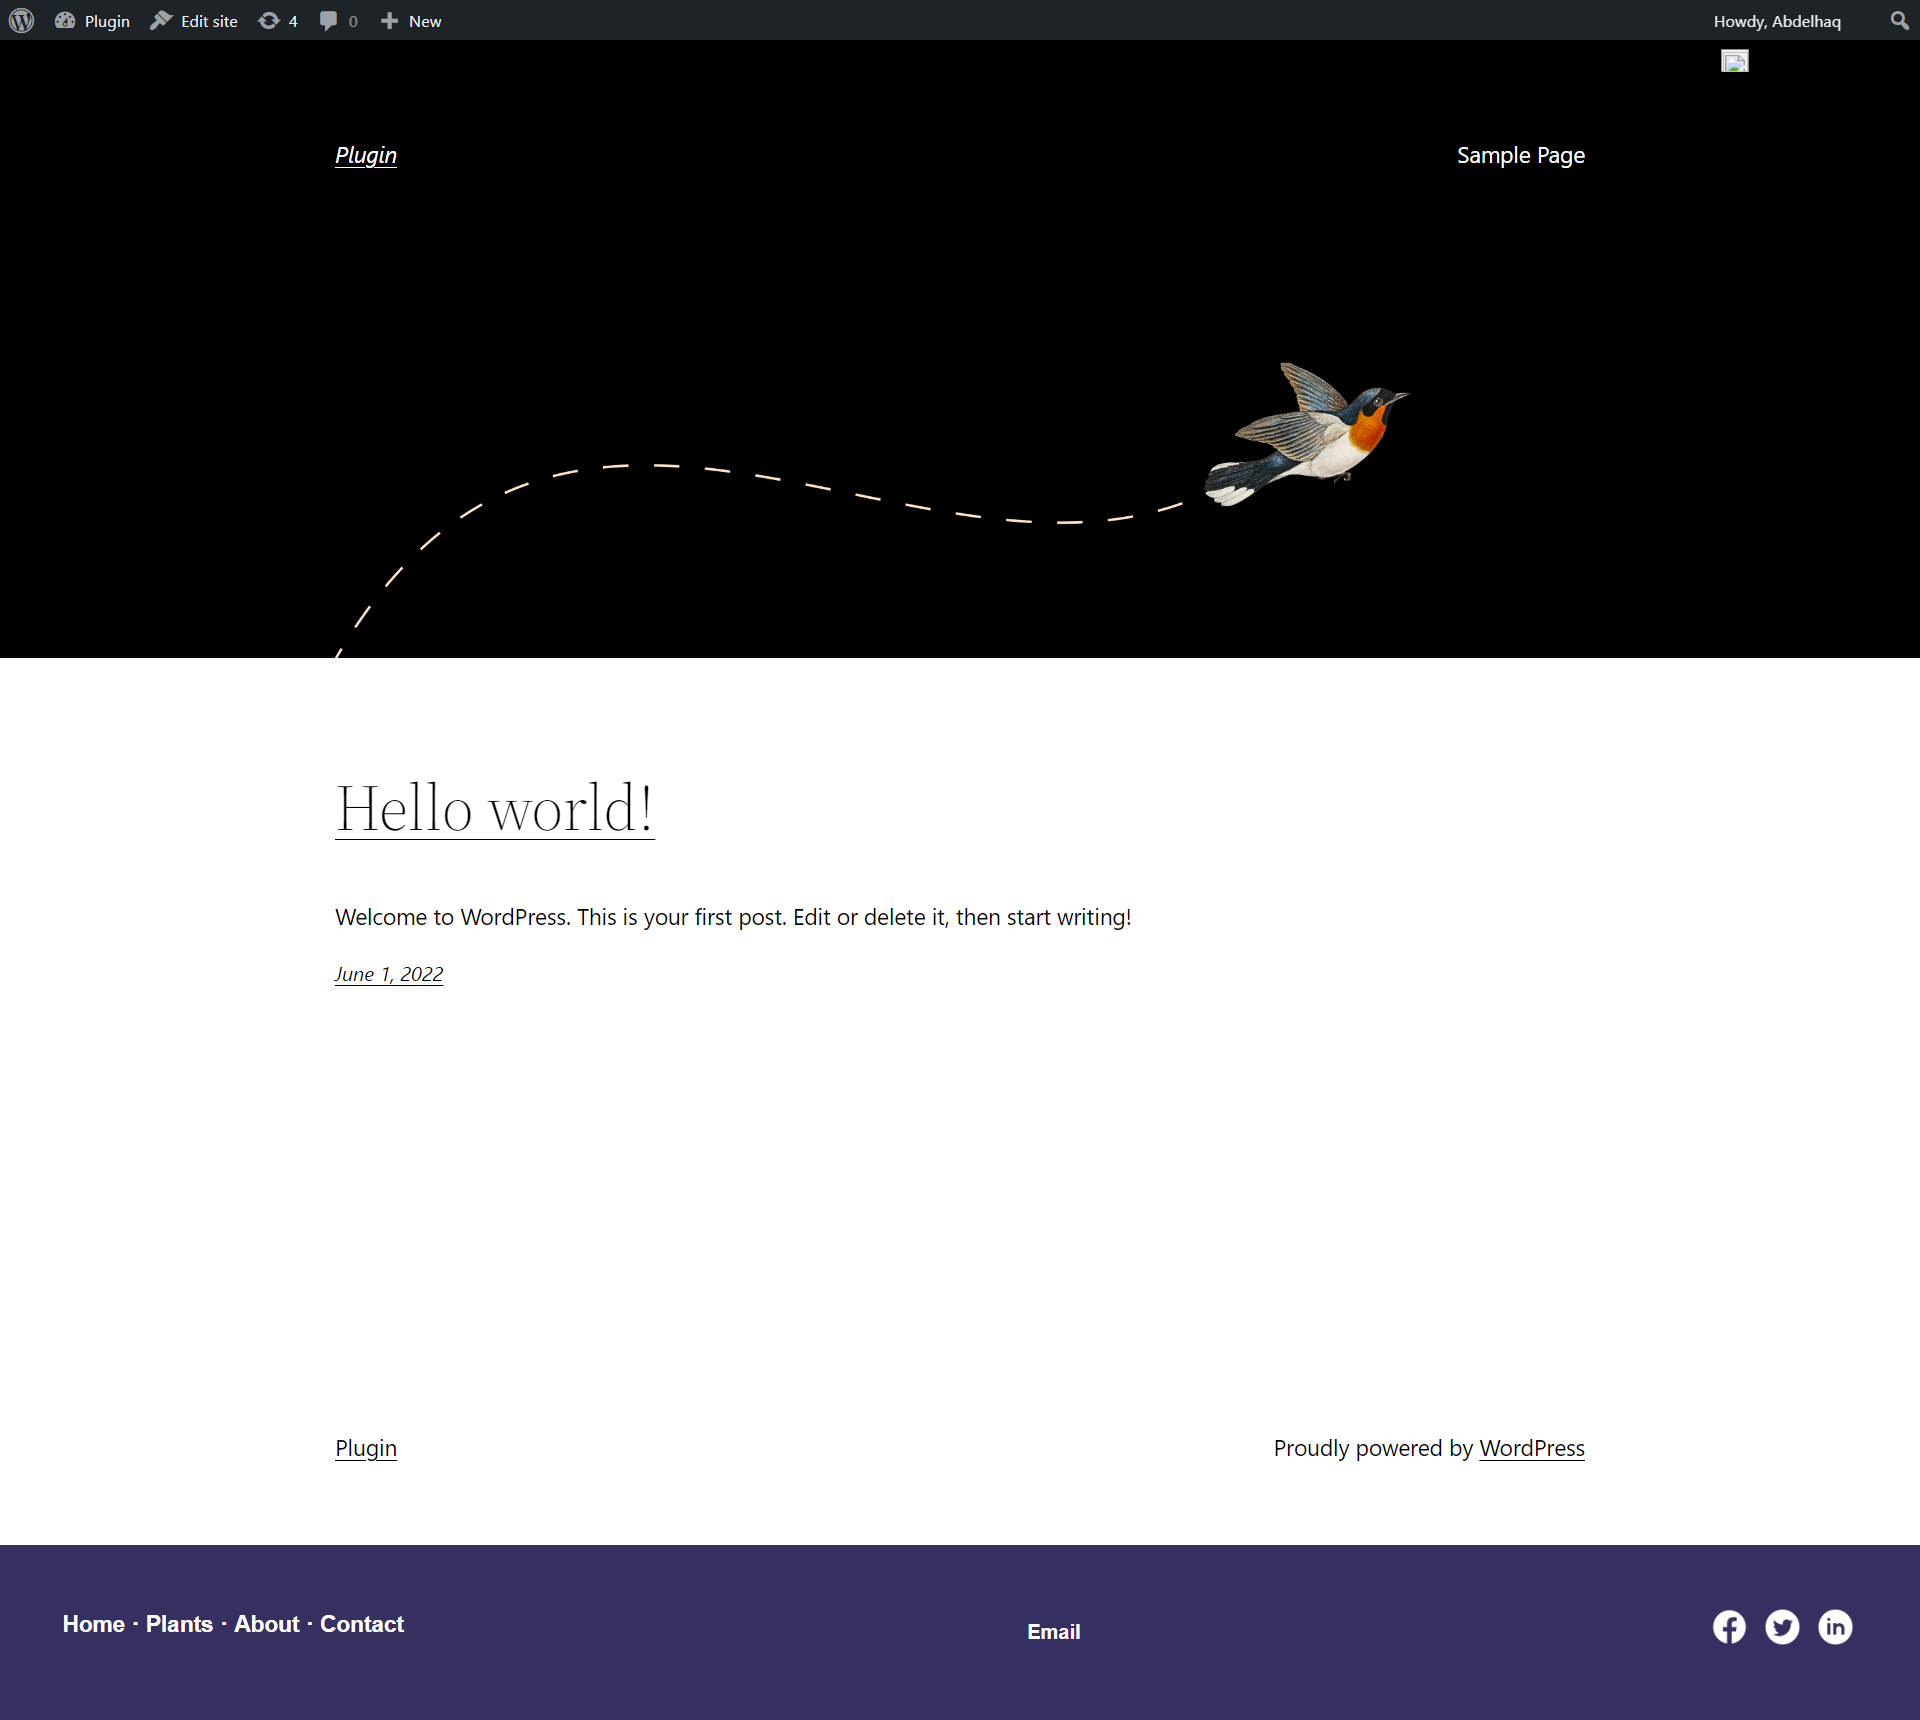 Plugin Edit site 4 0 New Howdy, Abdelhaq
Plugin Sample Page
Hello world!
Welcome to WordPress. This is your first post. Edit or delete it, then start writing!
June 1, 2022
Plugin Proudly powered by WordPress
Home · Plants · About · Contact Email